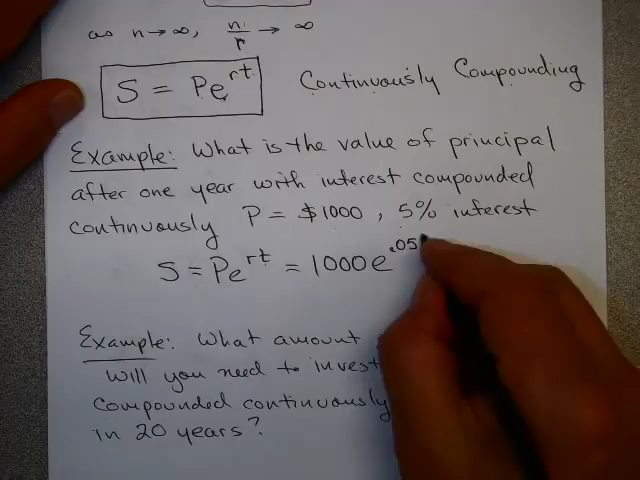 as n→∞, n/r → ∞
S = Pe^rt Continuously Compounding
Example: What is the value of principal
after one year with interest compounded
continuously P = $1000, 5% interest
S = Pe^rt = 1000e^.05
Example: What amount
will you need to invest
compounded continuously
in 20 years?